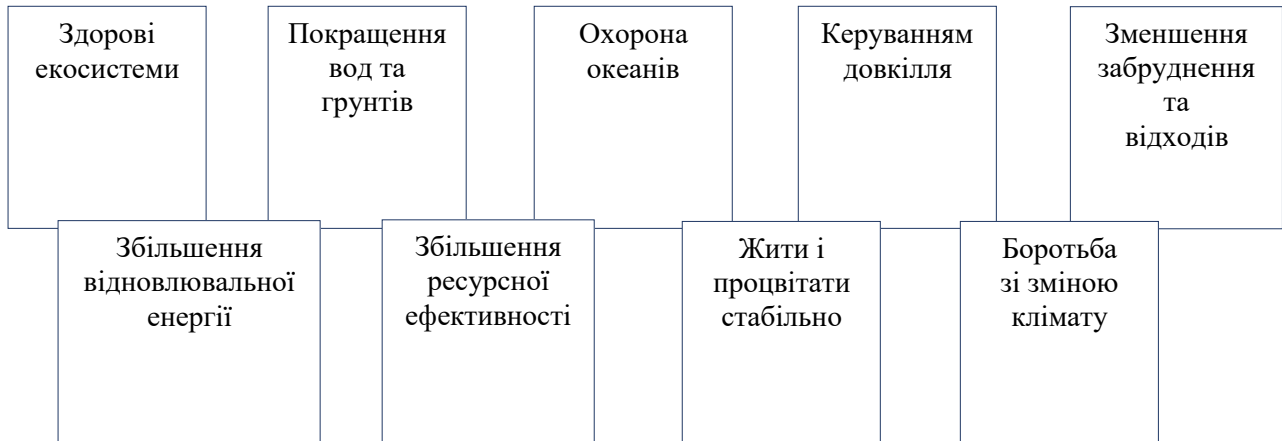 Здорові
екосистеми
Покращення
вод та
грунтів
Охорона
океанів
Керуванням
довкілля
Зменшення
забруднення
та
відходів
Збільшення
відновлювальної
енергії
Збільшення
ресурсної
ефективності
Жити і
процвітати
стабільно
Боротьба
зі зміною
клімату